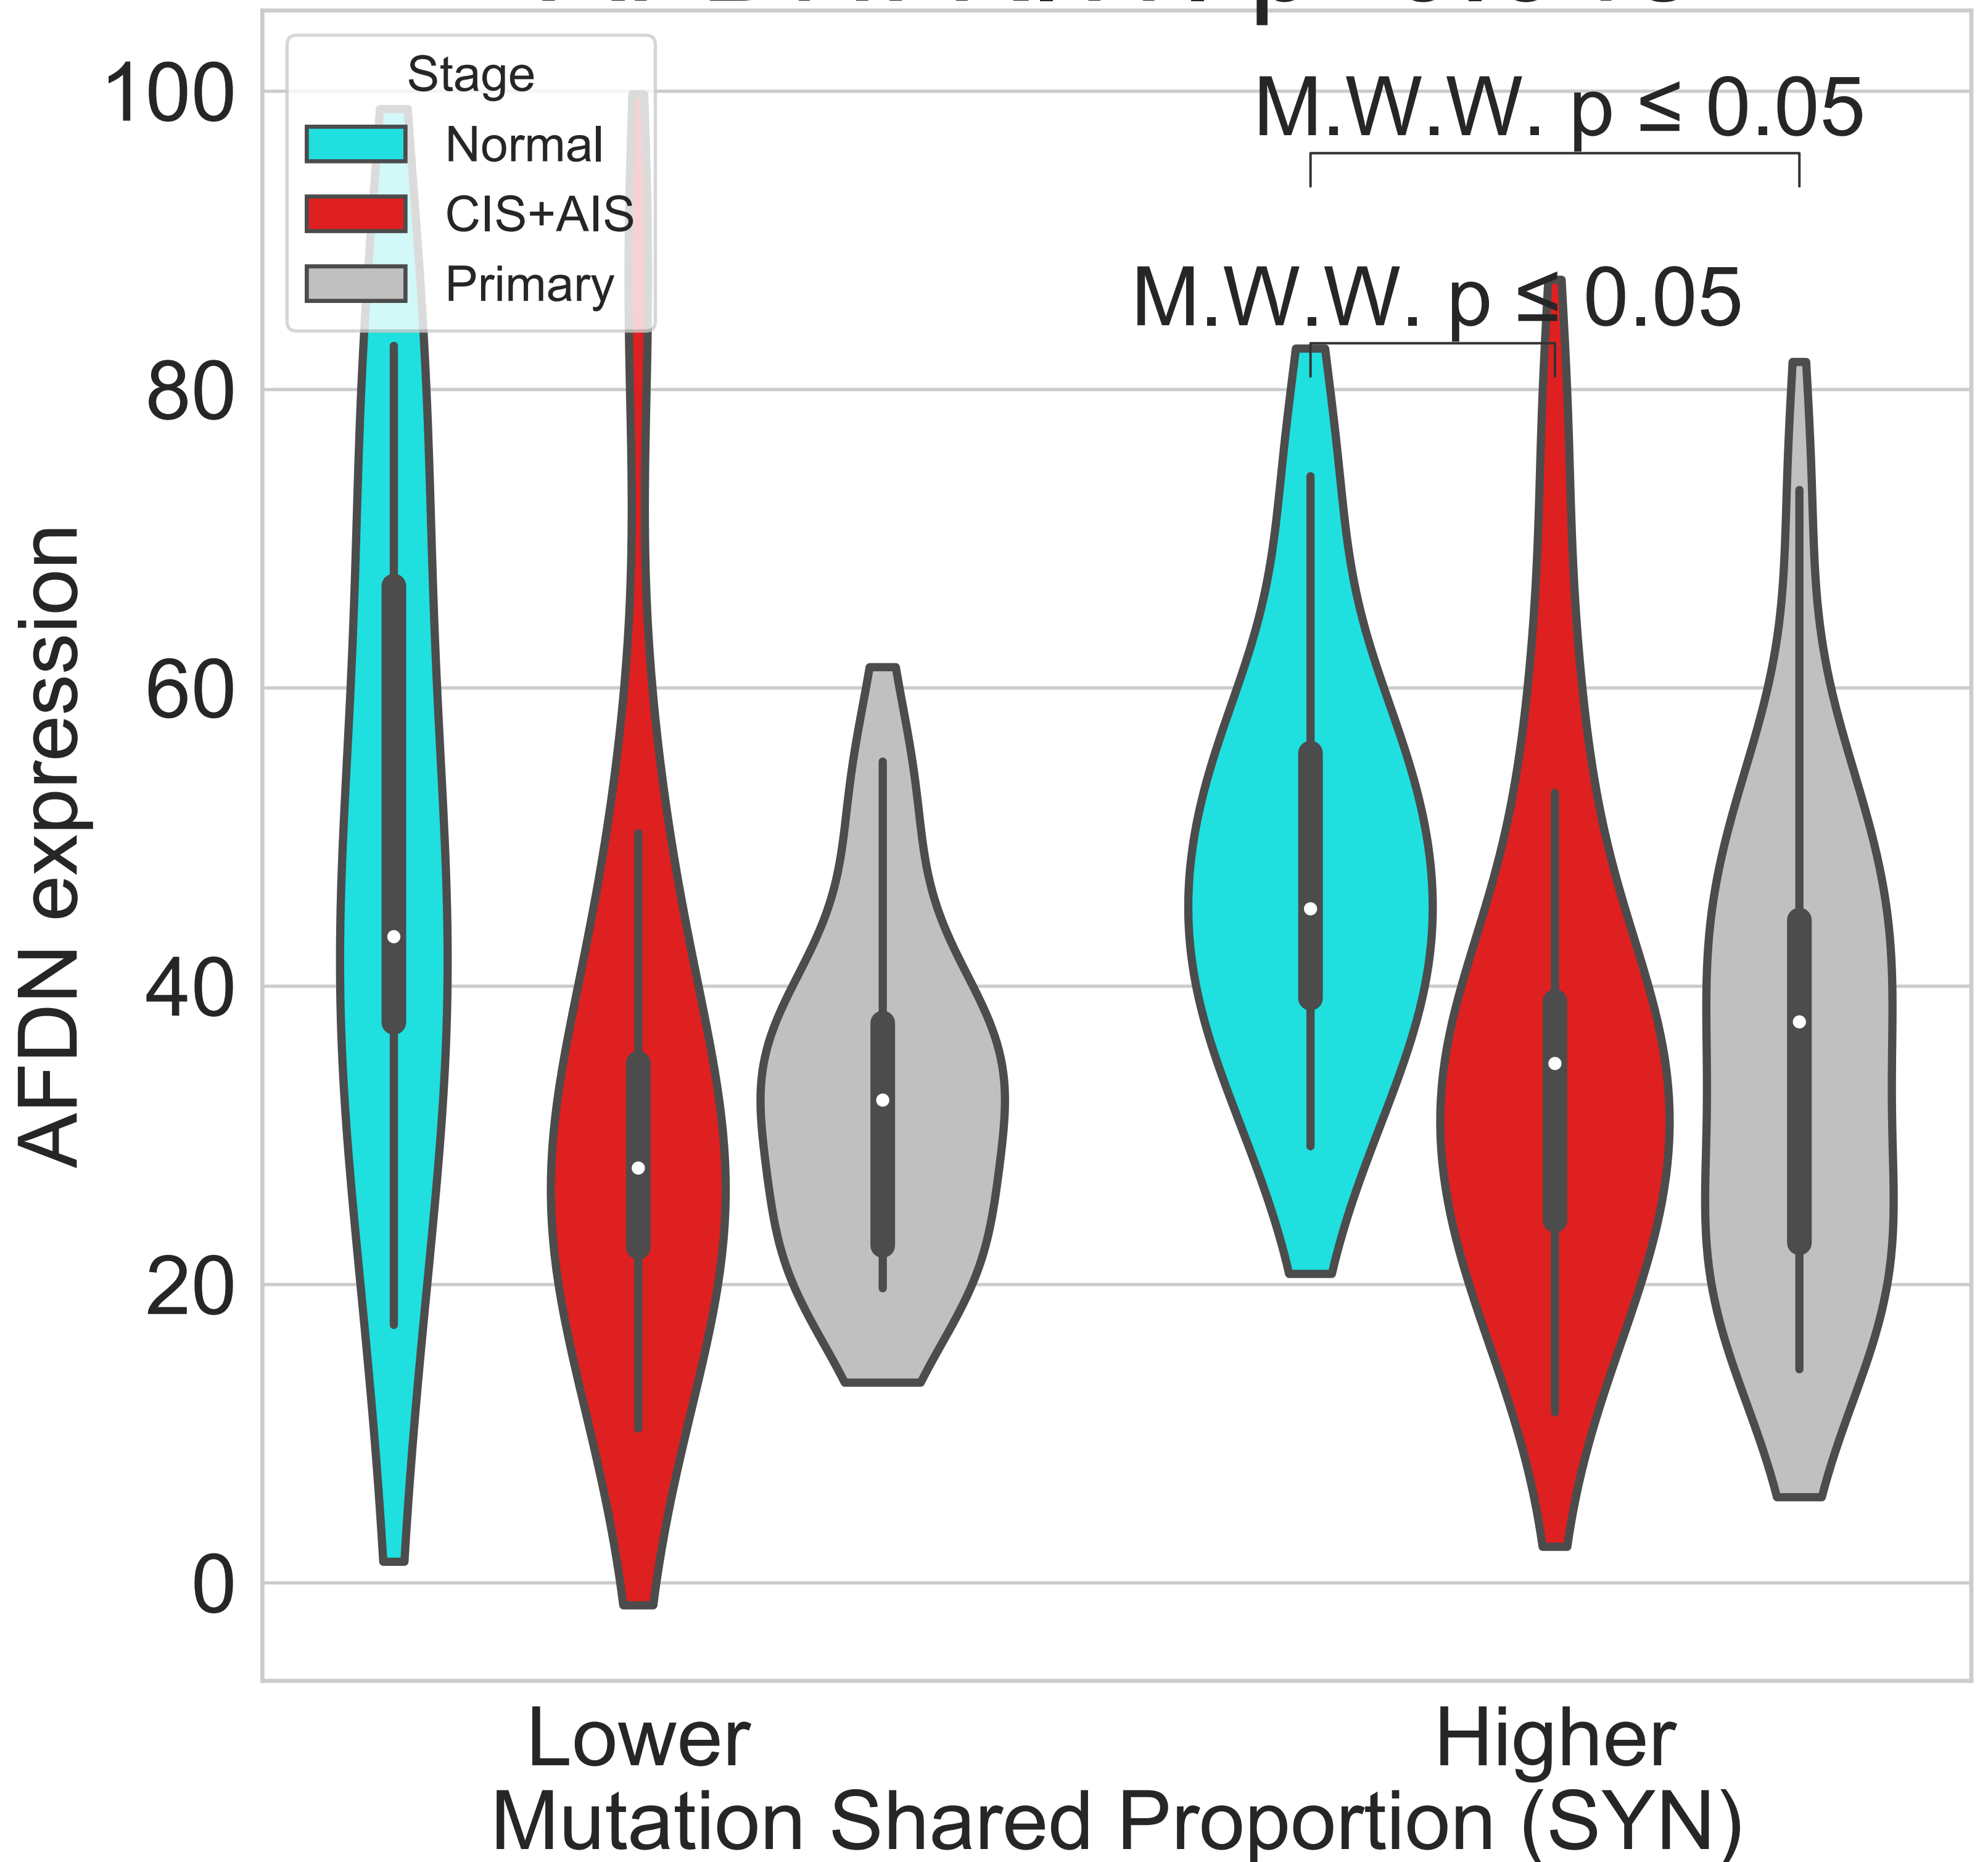 100
80
60
40
20
0
AFDN expression
Stage
Normal
CIS+AIS
Primary
M.W.W. p ≤ 0.05
M.W.W. p ≤ 0.05
Lower
Higher
Mutation Shared Proportion (SYN)